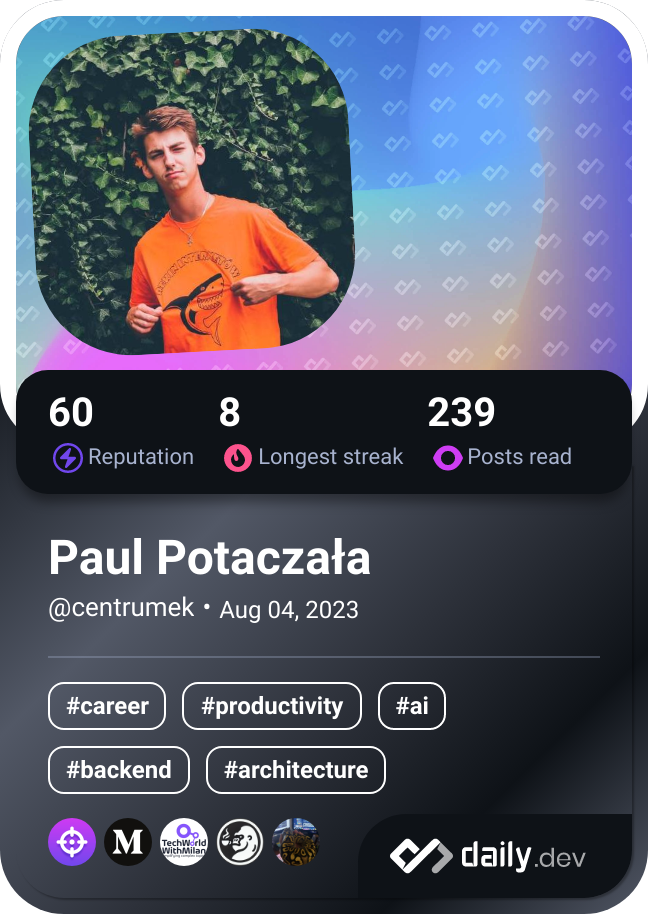 60 8 239
Reputation Longest streak Posts read
Paul Potaczała
@centrumek • Aug 04, 2023
#career #productivity #ai
#backend #architecture
M
TechWorld
WithMilan
daily.dev